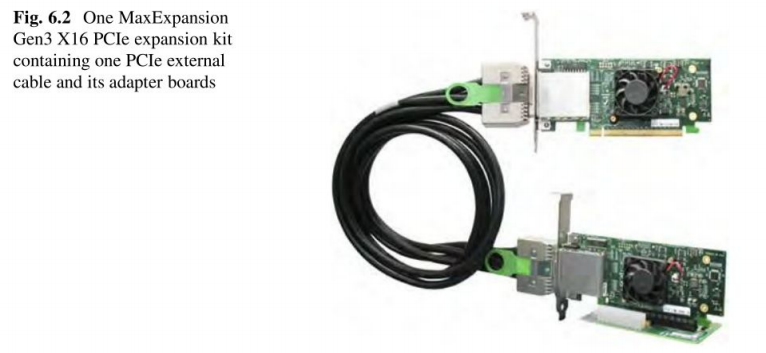 Fig. 6.2 One MaxExpansion
Gen3 X16 PCIe expansion kit
containing one PCIe external
cable and its adapter boards